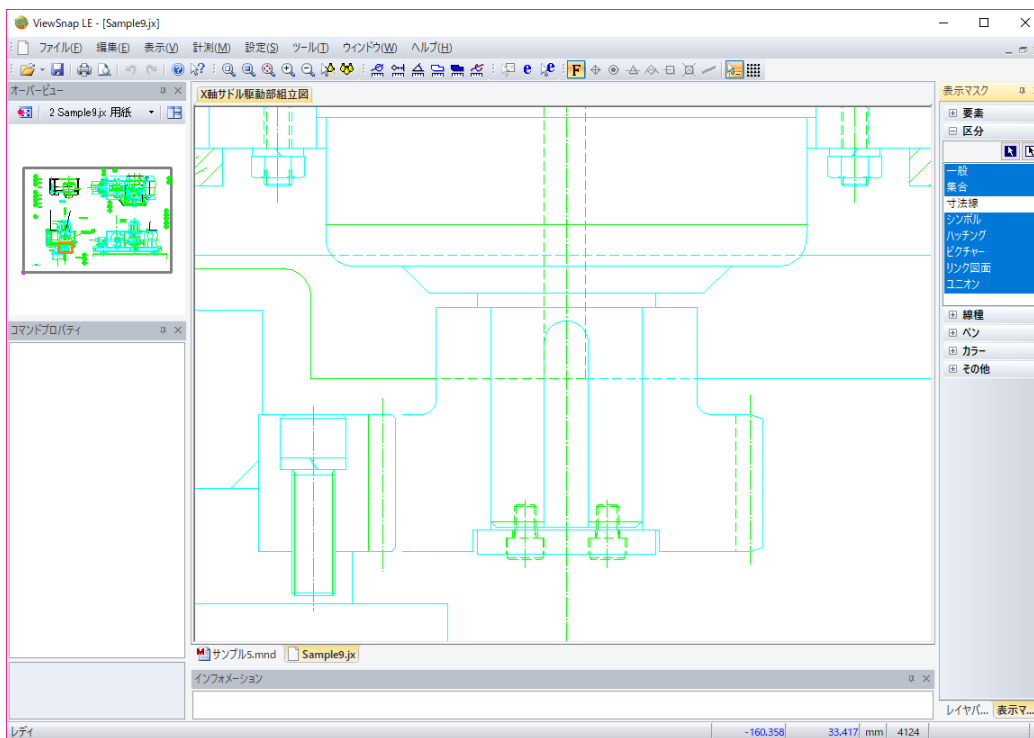 ViewSnap LE - [Sample9.jx]
ファイル(F) 編集(E) 表示(V) 計測(M) 設定(S) ツール(T) ウィンドウ(W) ヘルプ(H)
オーバービュー
2 Sample9.jx 用紙
コマンドプロパティ
X軸サドル駆動部組立図
サンプル5.mnd Sample9.jx
インフォメーション
表示マスク
要素
区分
一般
集合
寸法線
シンボル
ハッチング
ピクチャー
リンク図面
ユニオン
線種
ペン
カラー
その他
レイヤパ... 表示マ...
レディ -160.358 33.417 mm 4124